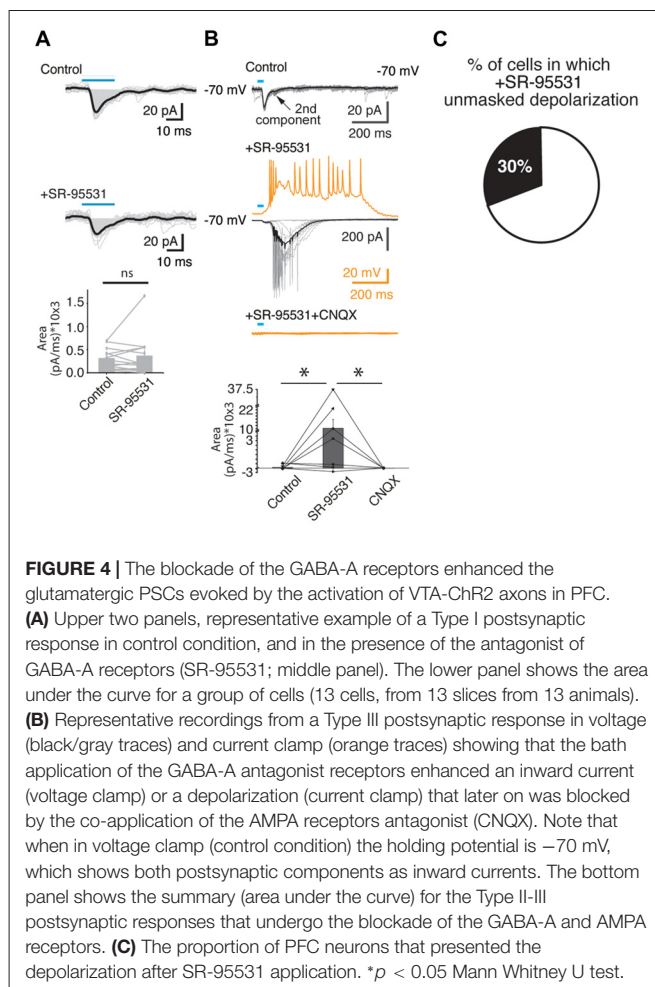 A
Control
-70 mV
20 pA
10 ms
+SR-95531
-70 mV
20 pA
10 ms
ns
Area
(pA/ms)*10x3
1.5
1.0
0.5
0.0
Control
SR-95531
B
Control
-70 mV
2nd
component
20 pA
200 ms
+SR-95531
200 pA
20 mV
200 ms
+SR-95531+CNQX
* *
Area
(pA/ms)*10x3
37.5
22
10
3
-3
Control
SR-95531
CNQX
C
% of cells in which
+SR-95531
unmasked depolarization
30%
FIGURE 4 | The blockade of the GABA-A receptors enhanced the
glutamatergic PSCs evoked by the activation of VTA-ChR2 axons in PFC.
(A) Upper two panels, representative example of a Type I postsynaptic
response in control condition, and in the presence of the antagonist of
GABA-A receptors (SR-95531; middle panel). The lower panel shows the area
under the curve for a group of cells (13 cells, from 13 slices from 13 animals).
(B) Representative recordings from a Type III postsynaptic response in voltage
(black/gray traces) and current clamp (orange traces) showing that the bath
application of the GABA-A antagonist receptors enhanced an inward current
(voltage clamp) or a depolarization (current clamp) that later on was blocked
by the co-application of the AMPA receptors antagonist (CNQX). Note that
when in voltage clamp (control condition) the holding potential is −70 mV,
which shows both postsynaptic components as inward currents. The bottom
panel shows the summary (area under the curve) for the Type II-III
postsynaptic responses that undergo the blockade of the GABA-A and AMPA
receptors. (C) The proportion of PFC neurons that presented the
depolarization after SR-95531 application. *p < 0.05 Mann Whitney U test.